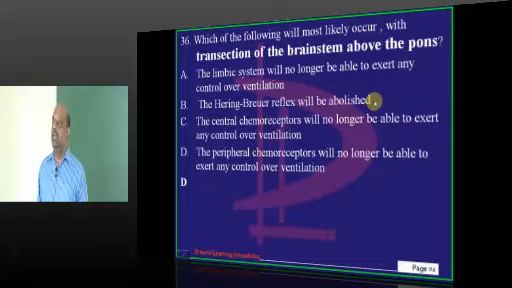 36. Which of the following will most likely occur , with
transection of the brainstem above the pons?
A. The limbic system will no longer be able to exert any
control over ventilation
B. The Hering-Breuer reflex will be abolished .
C. The central chemoreceptors will no longer be able to exert
any control over ventilation
D. The peripheral chemoreceptors will no longer be able to
exert any control over ventilation
D
Page 94